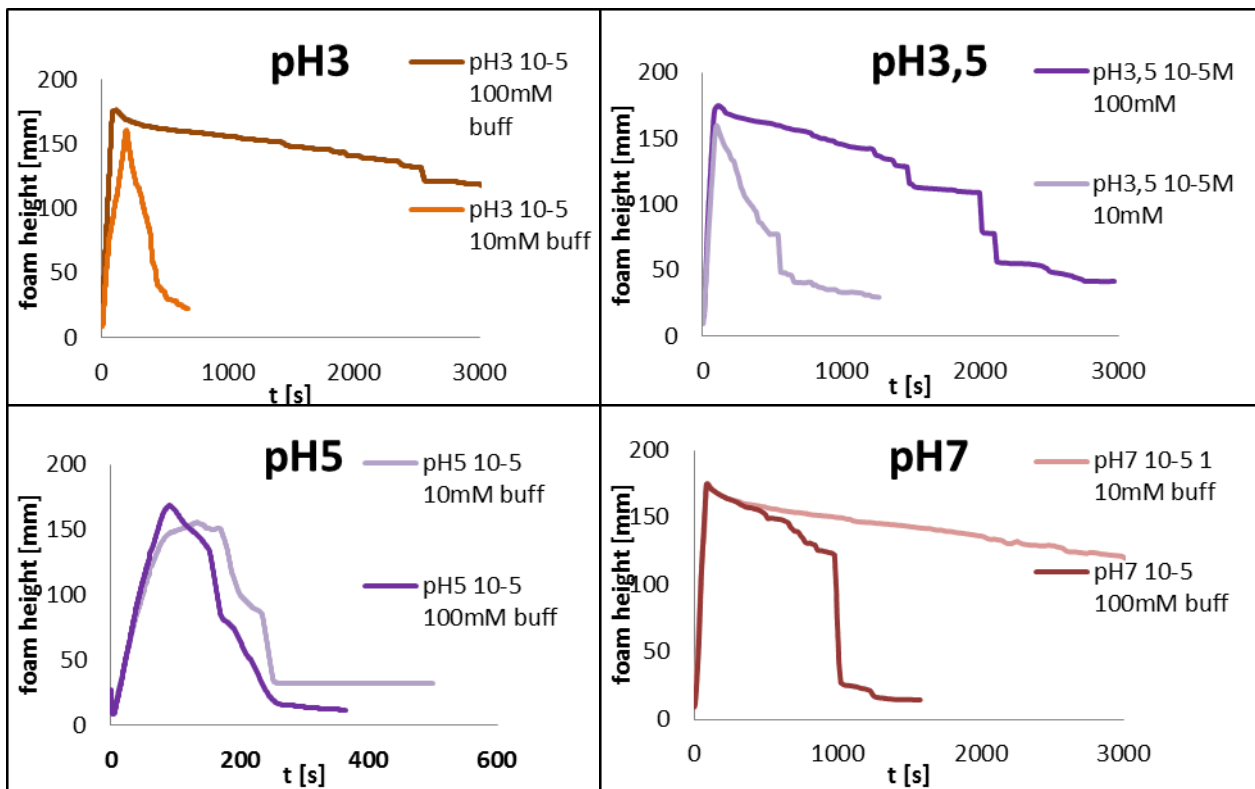 pH3
pH3 10-5
100mM
buff
pH3 10-5
10mM buff
foam height [mm]
200
150
100
50
0
0 1000 2000 3000
t [s]
pH3,5
pH3,5 10-5M
100mM
pH3,5 10-5M
10mM
foam height [mm]
200
150
100
50
0
0 1000 2000 3000
t [s]
pH5
pH5 10-5
10mM buff
pH5 10-5
100mM buff
foam height [mm]
200
150
100
50
0
0 200 400 600
t [s]
pH7
pH7 10-5 1
10mM buff
pH7 10-5
100mM buff
foam height [mm]
200
150
100
50
0
0 1000 2000 3000
t [s]